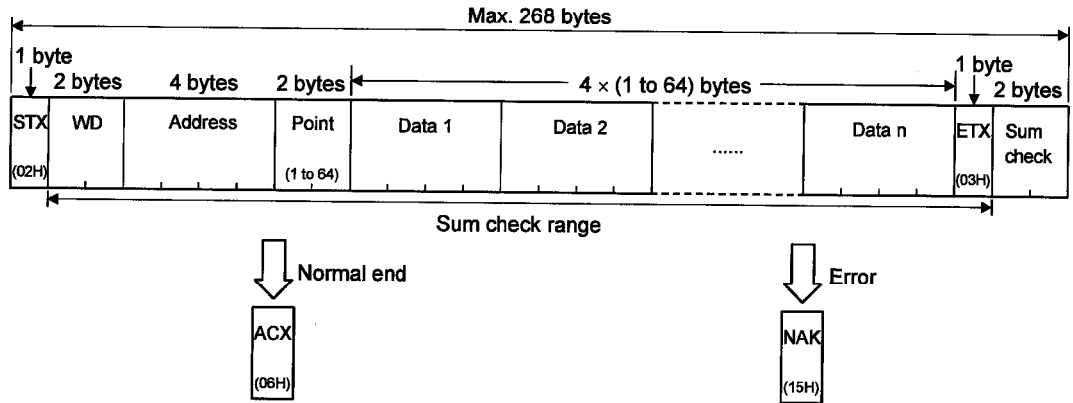 Max. 268 bytes
1 byte
2 bytes
4 bytes
2 bytes
4 × (1 to 64) bytes
1 byte
2 bytes
STX
(02H)
WD
Address
Point
(1 to 64)
Data 1
Data 2
......
Data n
ETX
(03H)
Sum
check
Sum check range
Normal end
Error
ACX
(06H)
NAK
(15H)